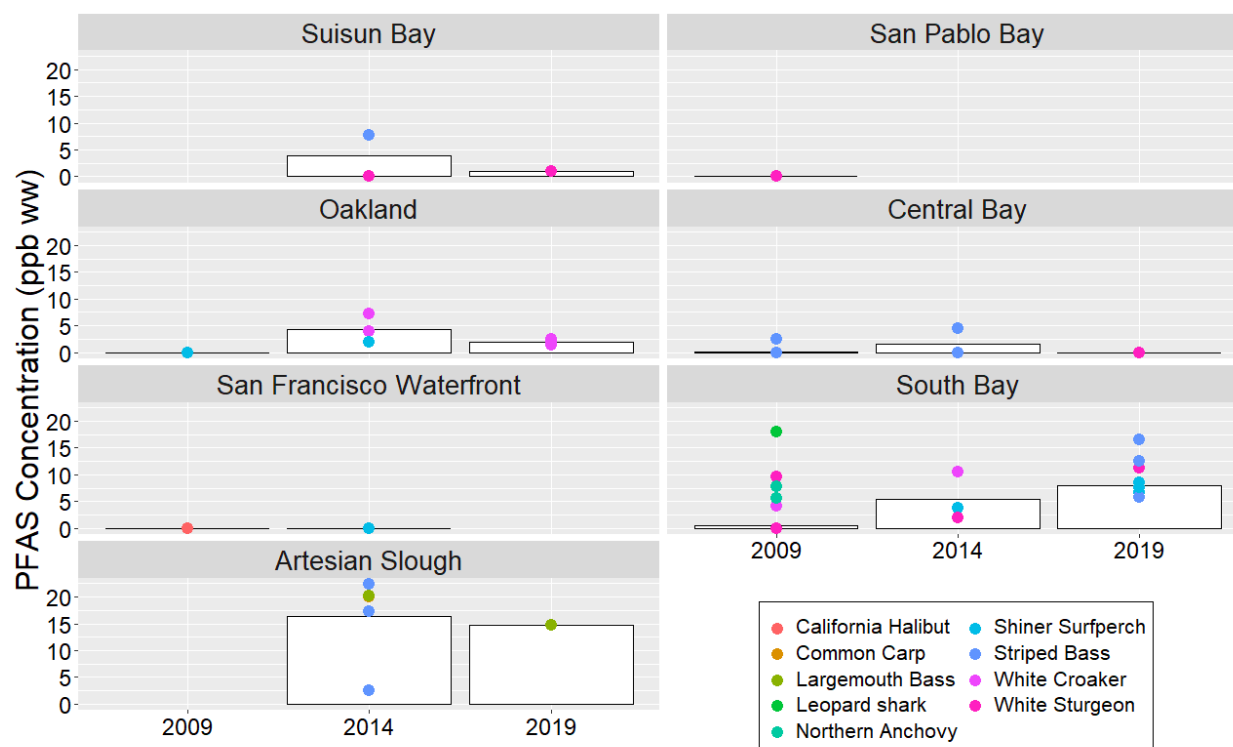 Suisun Bay
San Pablo Bay
20
15
10
5
0
Oakland
Central Bay
20
15
10
5
0
San Francisco Waterfront
South Bay
20
15
10
5
0
2009 2014 2019
Artesian Slough
20
15
10
5
0
2009 2014 2019
PFAS Concentration (ppb ww)
California Halibut
Common Carp
Largemouth Bass
Leopard shark
Northern Anchovy
Shiner Surfperch
Striped Bass
White Croaker
White Sturgeon